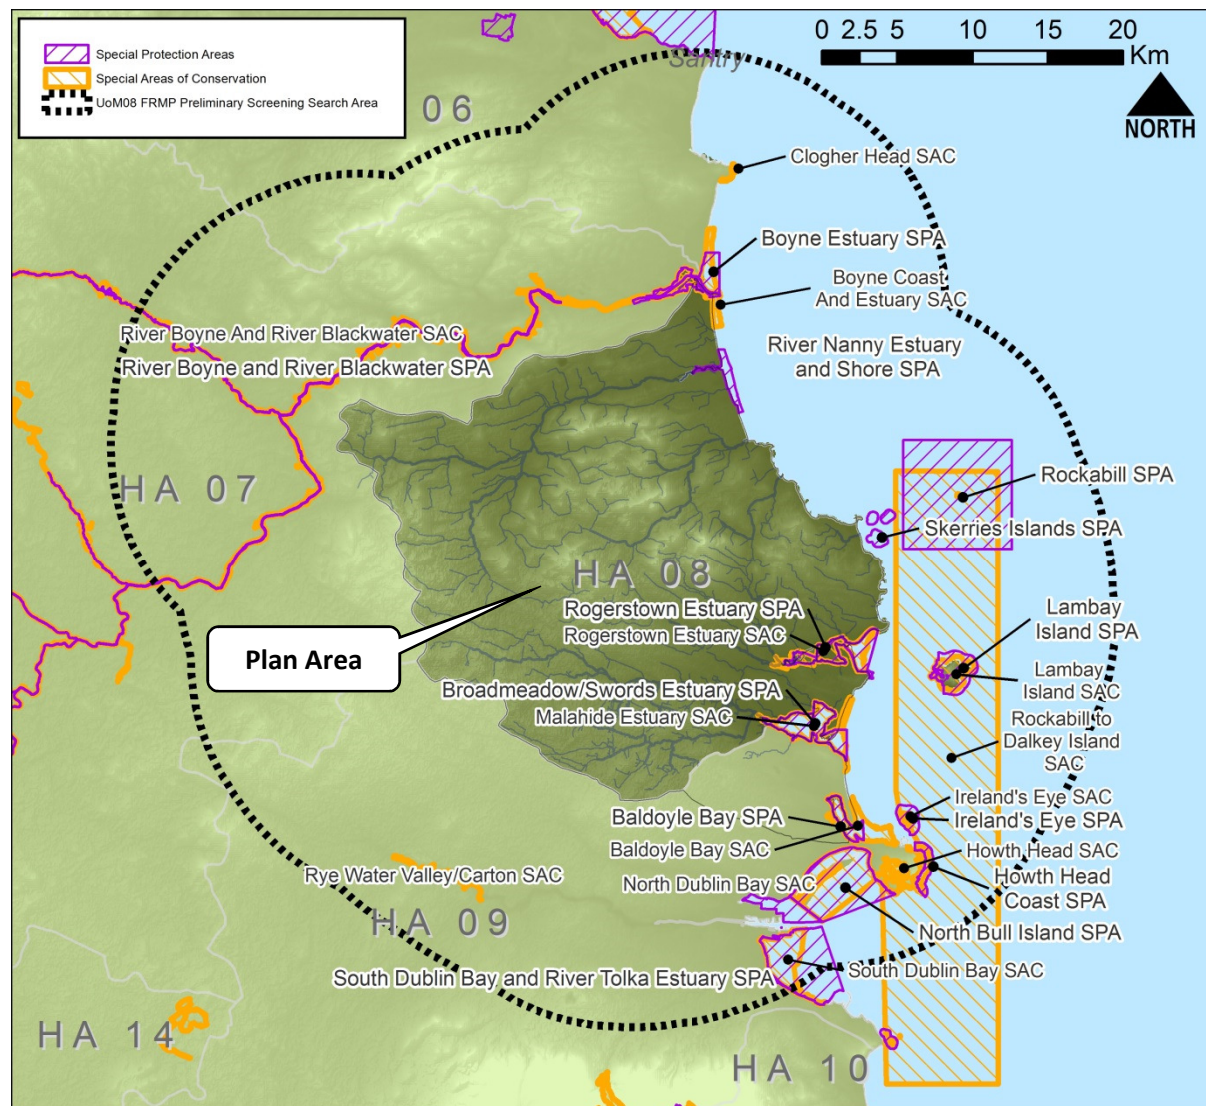 0 2.5 5 10 20
Km
Special Protection Areas
Special Areas of Conservation
UoM08 FRMP Preliminary Screening Search Area
Santry
06
NORTH
Clogher Head SAC
Boyne Estuary SPA
Boyne Coast
And Estuary SAC
River Boyne And River Blackwater SAC
River Nanny Estuary
and Shore SPA
River Boyne and River Blackwater SPA
HA 07
Rockabill SPA
Skerries Islands SPA
HA 08
Rogerstown Estuary SPA
Rogerstown Estuary SAC
Lambay
Island SPA
Plan Area
Lambay
Island SAC
Broadmeadow/Swords Estuary SPA
Malahide Estuary SAC
Rockabill to
Dalkey Island
SAC
Ireland's Eye SAC
Ireland's Eye SPA
Baldoyle Bay SPA
Baldoyle Bay SAC
Howth Head SAC
Rye Water Valley/Carton SAC
North Dublin Bay SAC
Howth Head
Coast SPA
HA 09
North Bull Island SPA
South Dublin Bay and River Tolka Estuary SPA
South Dublin Bay SAC
HA 14
HA 10